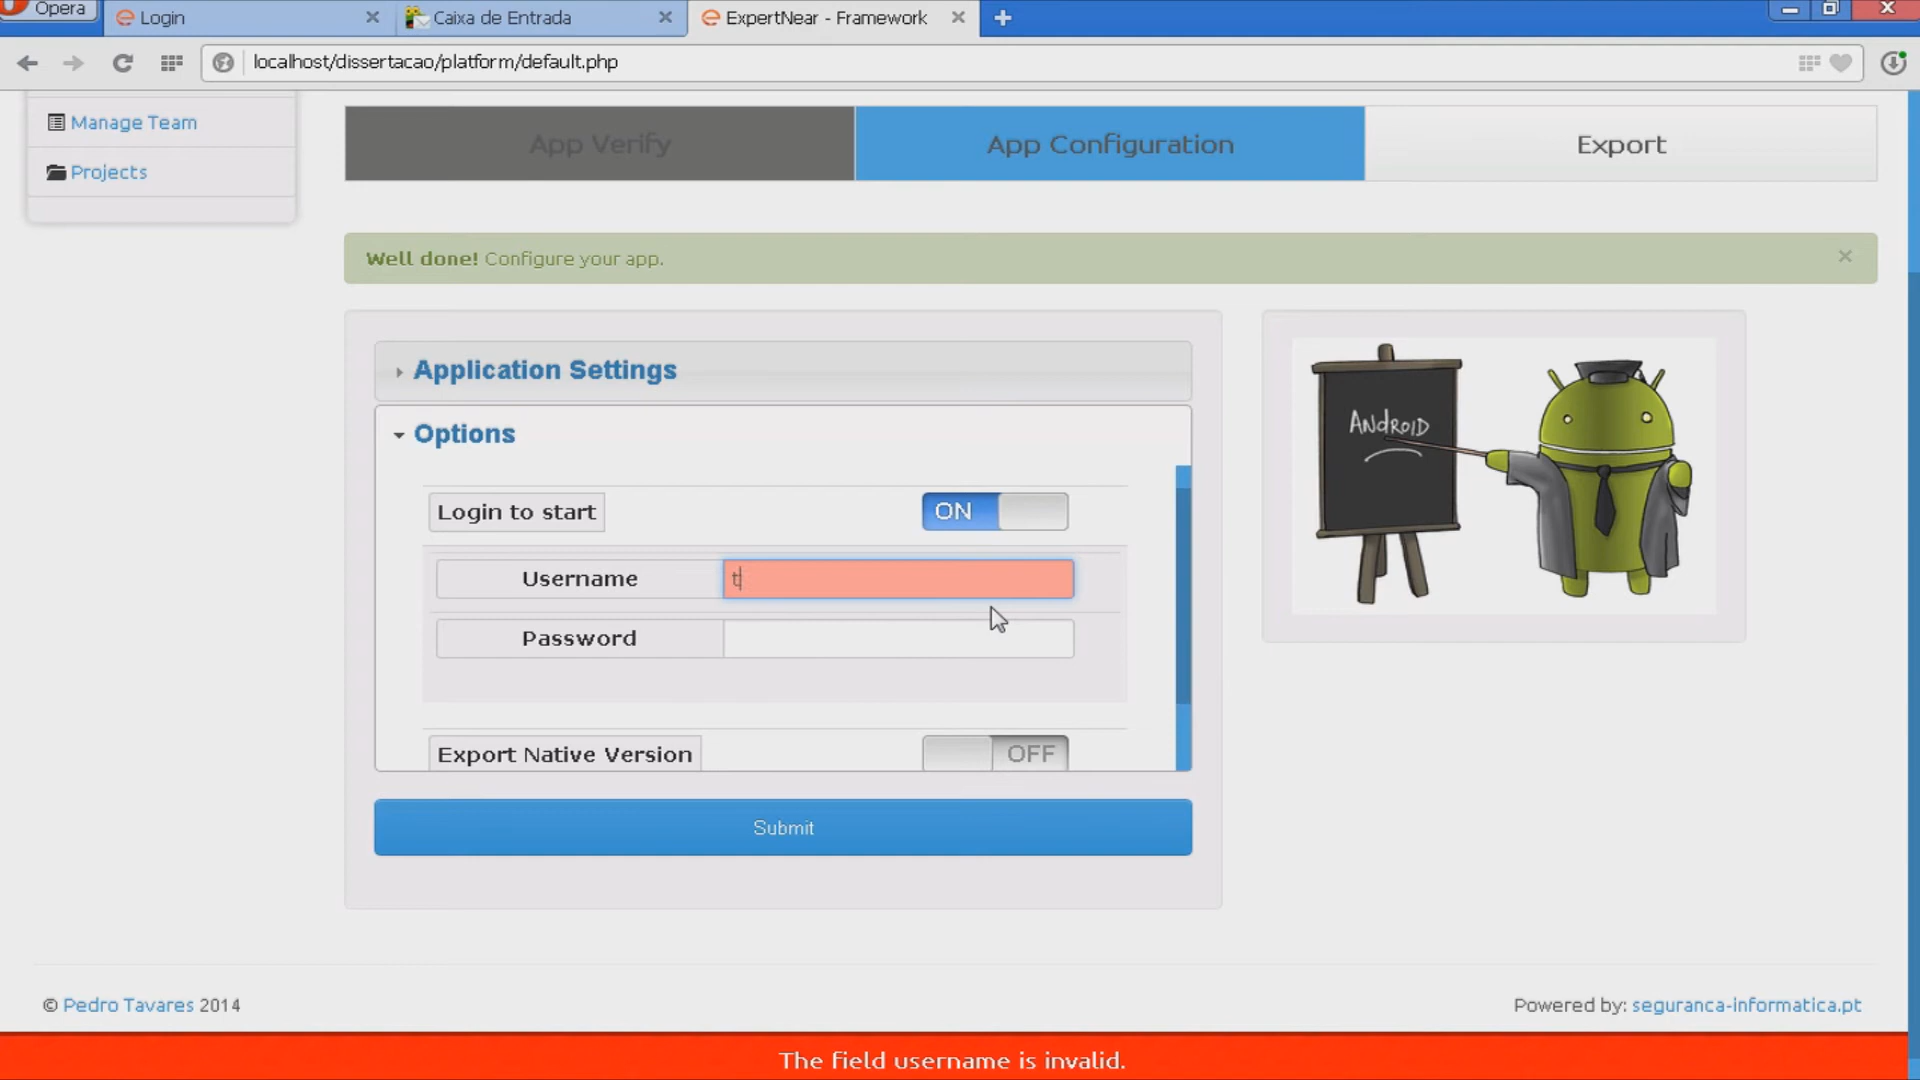 Opera
Login
Caixa de Entrada
ExpertNear - Framework
localhost/dissertacao/platform/default.php
Manage Team
Projects
App Verify
App Configuration
Export
Well done! Configure your app.
Application Settings
Options
Login to start
ON
Username
t
Password
Export Native Version
OFF
Submit
ANDROID
© Pedro Tavares 2014
Powered by: seguranca-informatica.pt
The field username is invalid.